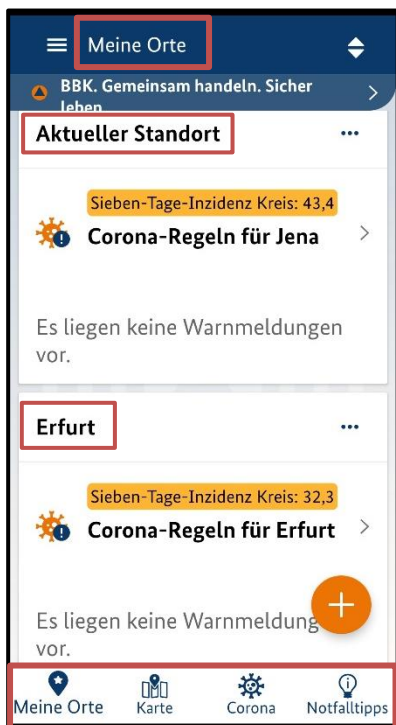 Meine Orte
BBK. Gemeinsam handeln. Sicher
leben
Aktueller Standort
Sieben-Tage-Inzidenz Kreis: 43,4
Corona-Regeln für Jena
Es liegen keine Warnmeldungen
vor.
Erfurt
Sieben-Tage-Inzidenz Kreis: 32,3
Corona-Regeln für Erfurt
Es liegen keine Warnmeldung
vor.
Meine Orte Karte Corona Notfalltipps